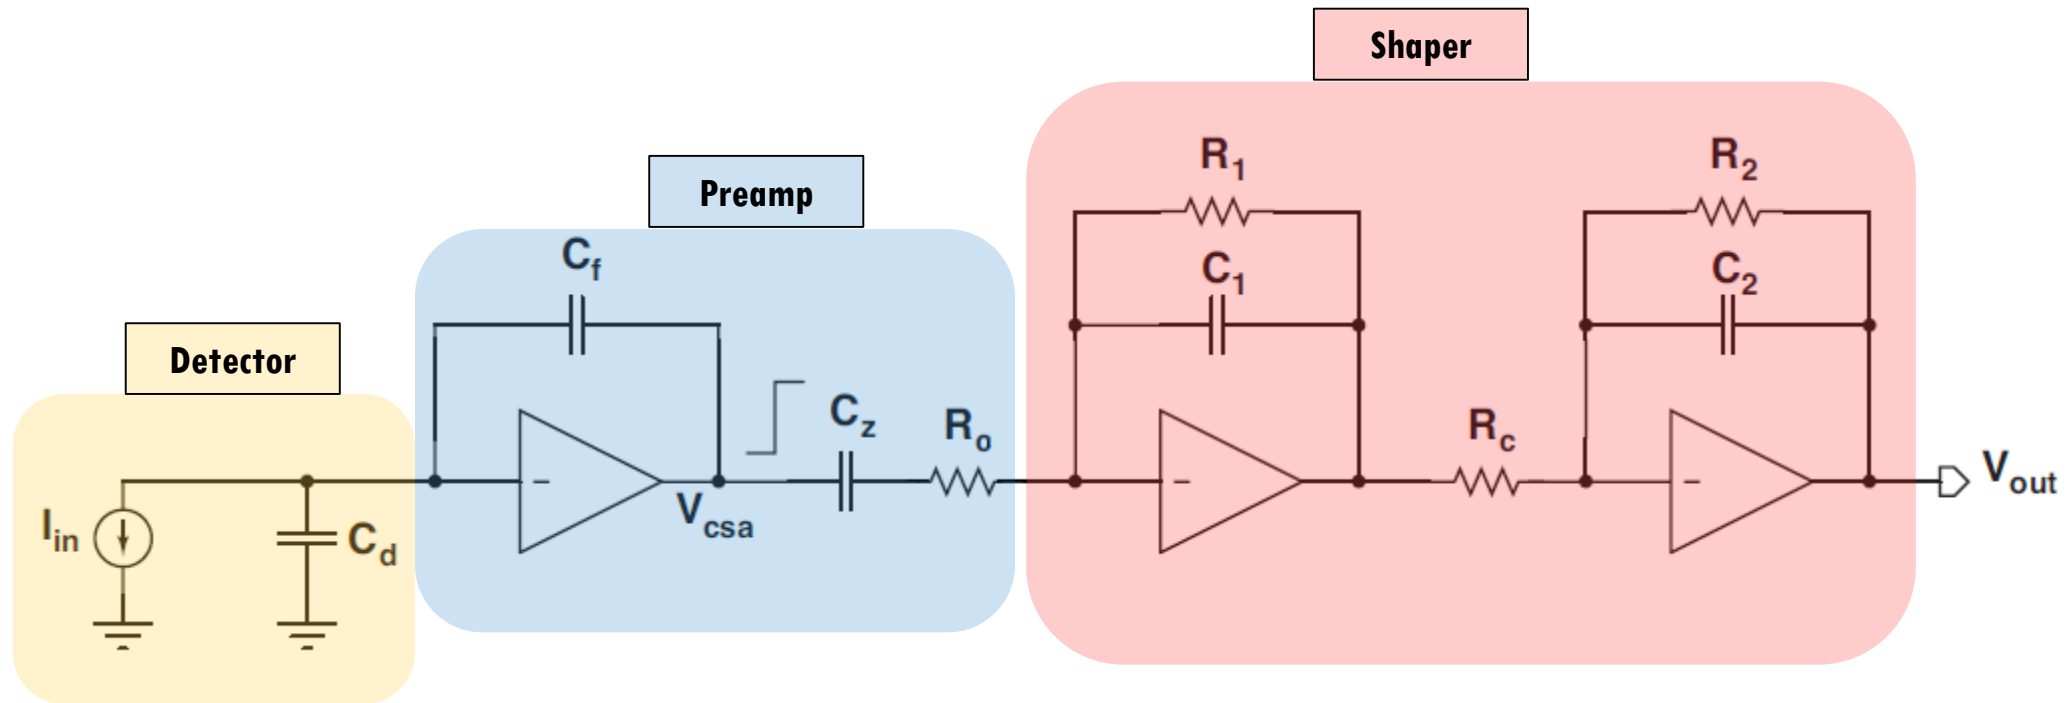 Shaper
Preamp
Detector
R1
R2
Cf
C1
C2
Cz
Ro
Rc
Iin
Cd
−
Vcsa
−
−
Vout